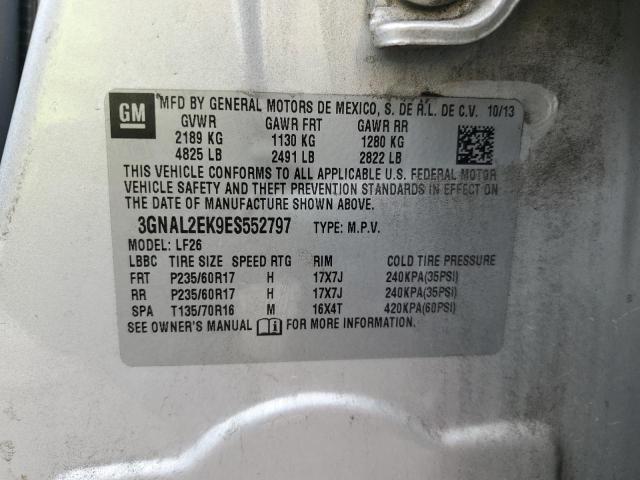 GM
MFD BY GENERAL MOTORS DE MEXICO, S. DE R.L. DE C.V. 10/13
GVWR GAWR FRT GAWR RR
2189 KG 1130 KG 1280 KG
4825 LB 2491 LB 2822 LB
THIS VEHICLE CONFORMS TO ALL APPLICABLE U.S. FEDERAL MOTOR
VEHICLE SAFETY AND THEFT PREVENTION STANDARDS IN EFFECT ON
THE DATE OF MANUFACTURE SHOWN ABOVE.
3GNAL2EK9ES552797 TYPE: M.P.V.
MODEL: LF26
LBBC TIRE SIZE SPEED RTG RIM COLD TIRE PRESSURE
FRT P235/60R17 H 17X7J 240KPA(35PSI)
RR P235/60R17 H 17X7J 240KPA(35PSI)
SPA T135/70R16 M 16X4T 420KPA(60PSI)
SEE OWNER'S MANUAL FOR MORE INFORMATION.